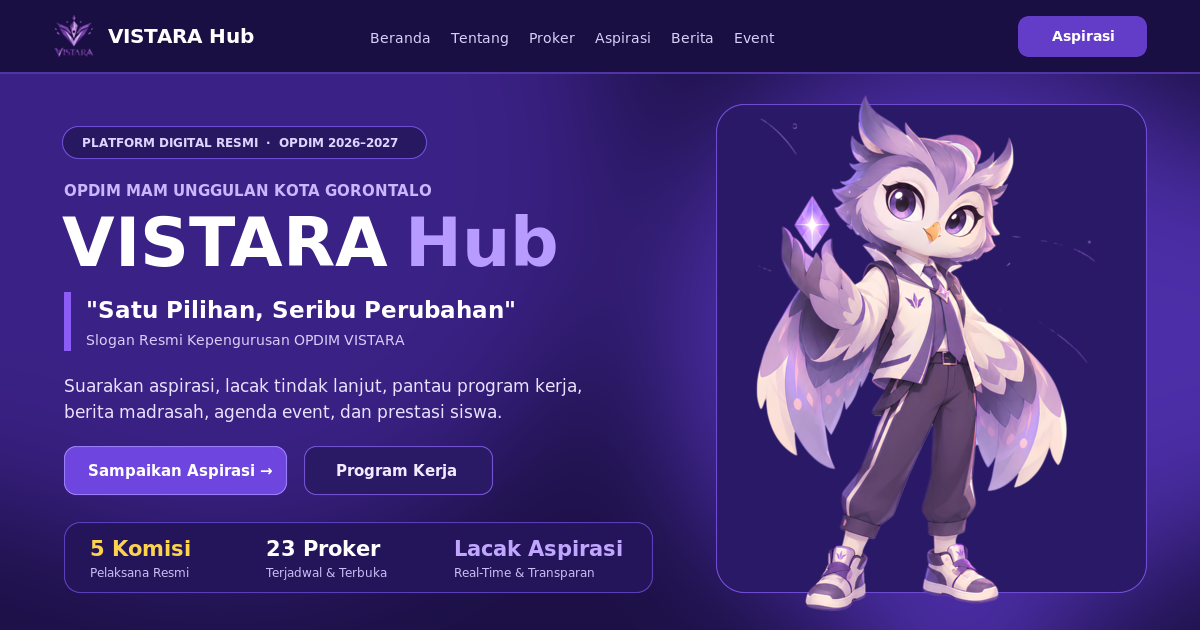 VISTARA
VISTARA Hub
Beranda Tentang Proker Aspirasi Berita Event
Aspirasi
PLATFORM DIGITAL RESMI · OPDIM 2026–2027
OPDIM MAM UNGGULAN KOTA GORONTALO
VISTARA Hub
"Satu Pilihan, Seribu Perubahan"
Slogan Resmi Kepengurusan OPDIM VISTARA
Suarakan aspirasi, lacak tindak lanjut, pantau program kerja,
berita madrasah, agenda event, dan prestasi siswa.
Sampaikan Aspirasi →
Program Kerja
5 Komisi
Pelaksana Resmi
23 Proker
Terjadwal & Terbuka
Lacak Aspirasi
Real-Time & Transparan